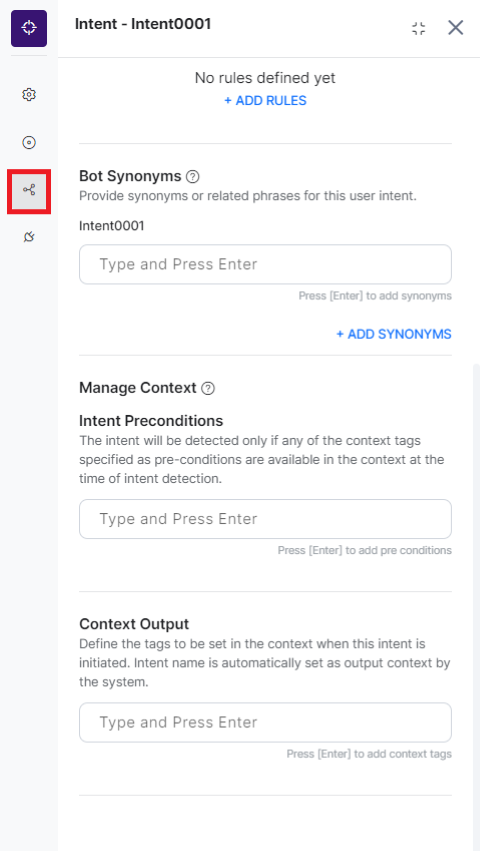 Intent - Intent0001
No rules defined yet
+ ADD RULES
Bot Synonyms
Provide synonyms or related phrases for this user intent.
Intent0001
Type and Press Enter
Press [Enter] to add synonyms
+ ADD SYNONYMS
Manage Context
Intent Preconditions
The intent will be detected only if any of the context tags
specified as pre-conditions are available in the context at the
time of intent detection.
Type and Press Enter
Press [Enter] to add pre conditions
Context Output
Define the tags to be set in the context when this intent is
initiated. Intent name is automatically set as output context by
the system.
Type and Press Enter
Press [Enter] to add context tags